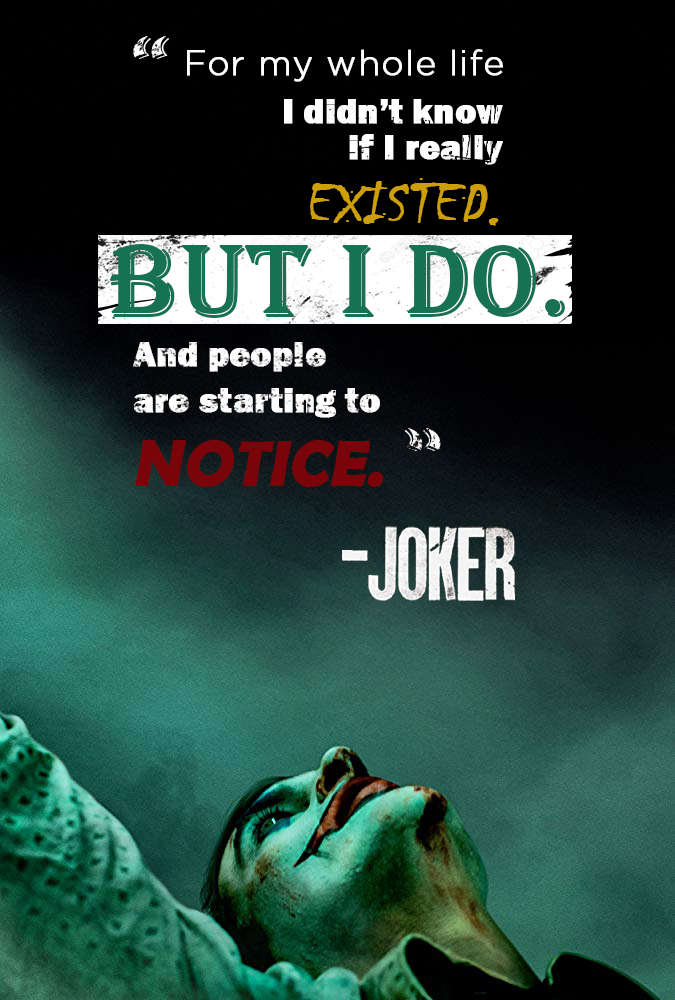 “ For my whole life
I didn’t know
if I really
EXISTED.
BUT I DO.
And people
are starting to
NOTICE. ”
-JOKER